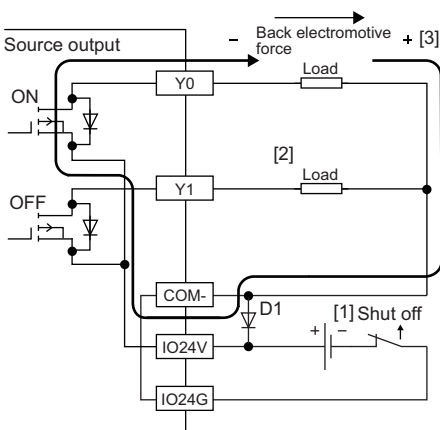 Source output
Back electromotive
force
- + [3]
Y0
Load
ON
[2]
Y1
Load
OFF
COM-
D1
[1] Shut off
+ -
IO24V
IO24G